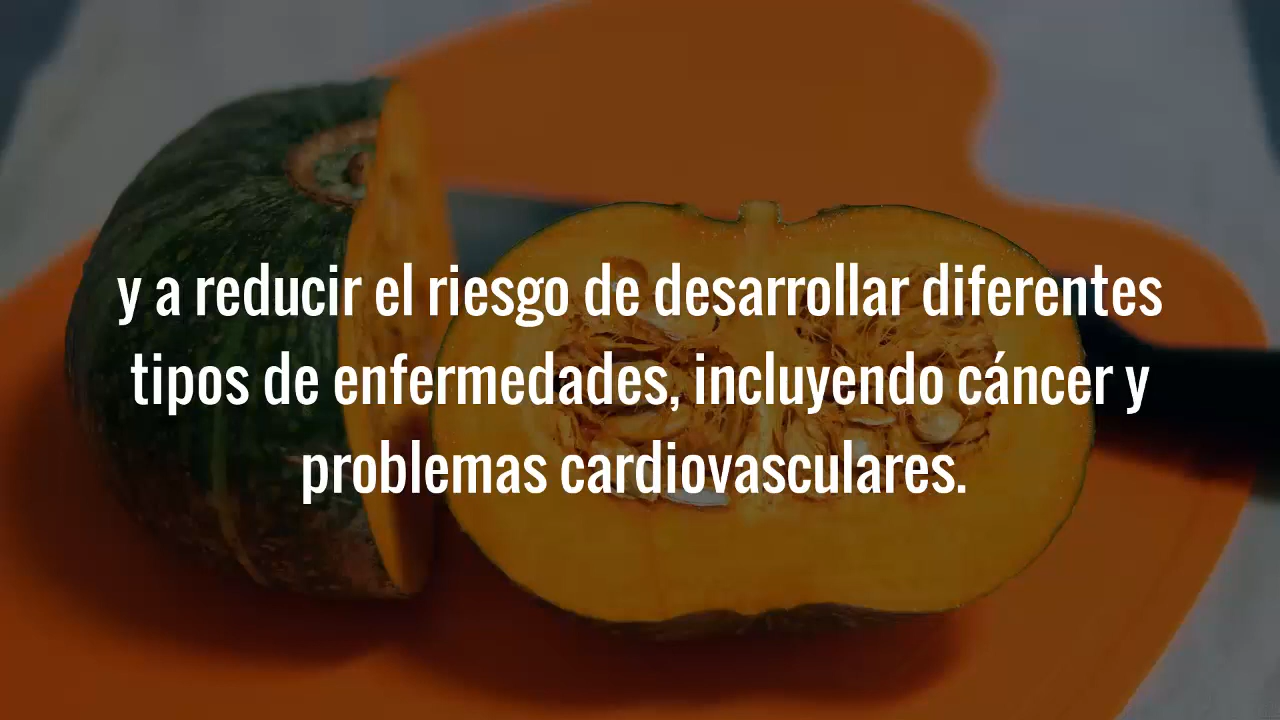 y a reducir el riesgo de desarrollar diferentes
tipos de enfermedades, incluyendo cáncer y
problemas cardiovasculares.